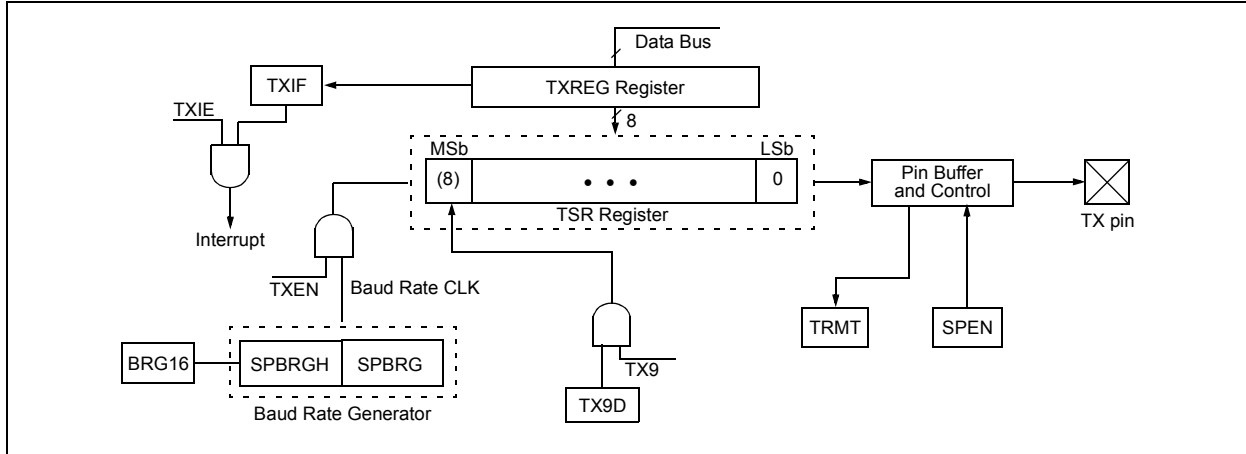 Data Bus
TXREG Register
TXIF
TXIE
8
MSb
LSb
(8)
• • •
0
TSR Register
Pin Buffer
and Control
TX pin
Interrupt
TXEN
Baud Rate CLK
TRMT
SPEN
BRG16
SPBRGH
SPBRG
TX9
TX9D
Baud Rate Generator